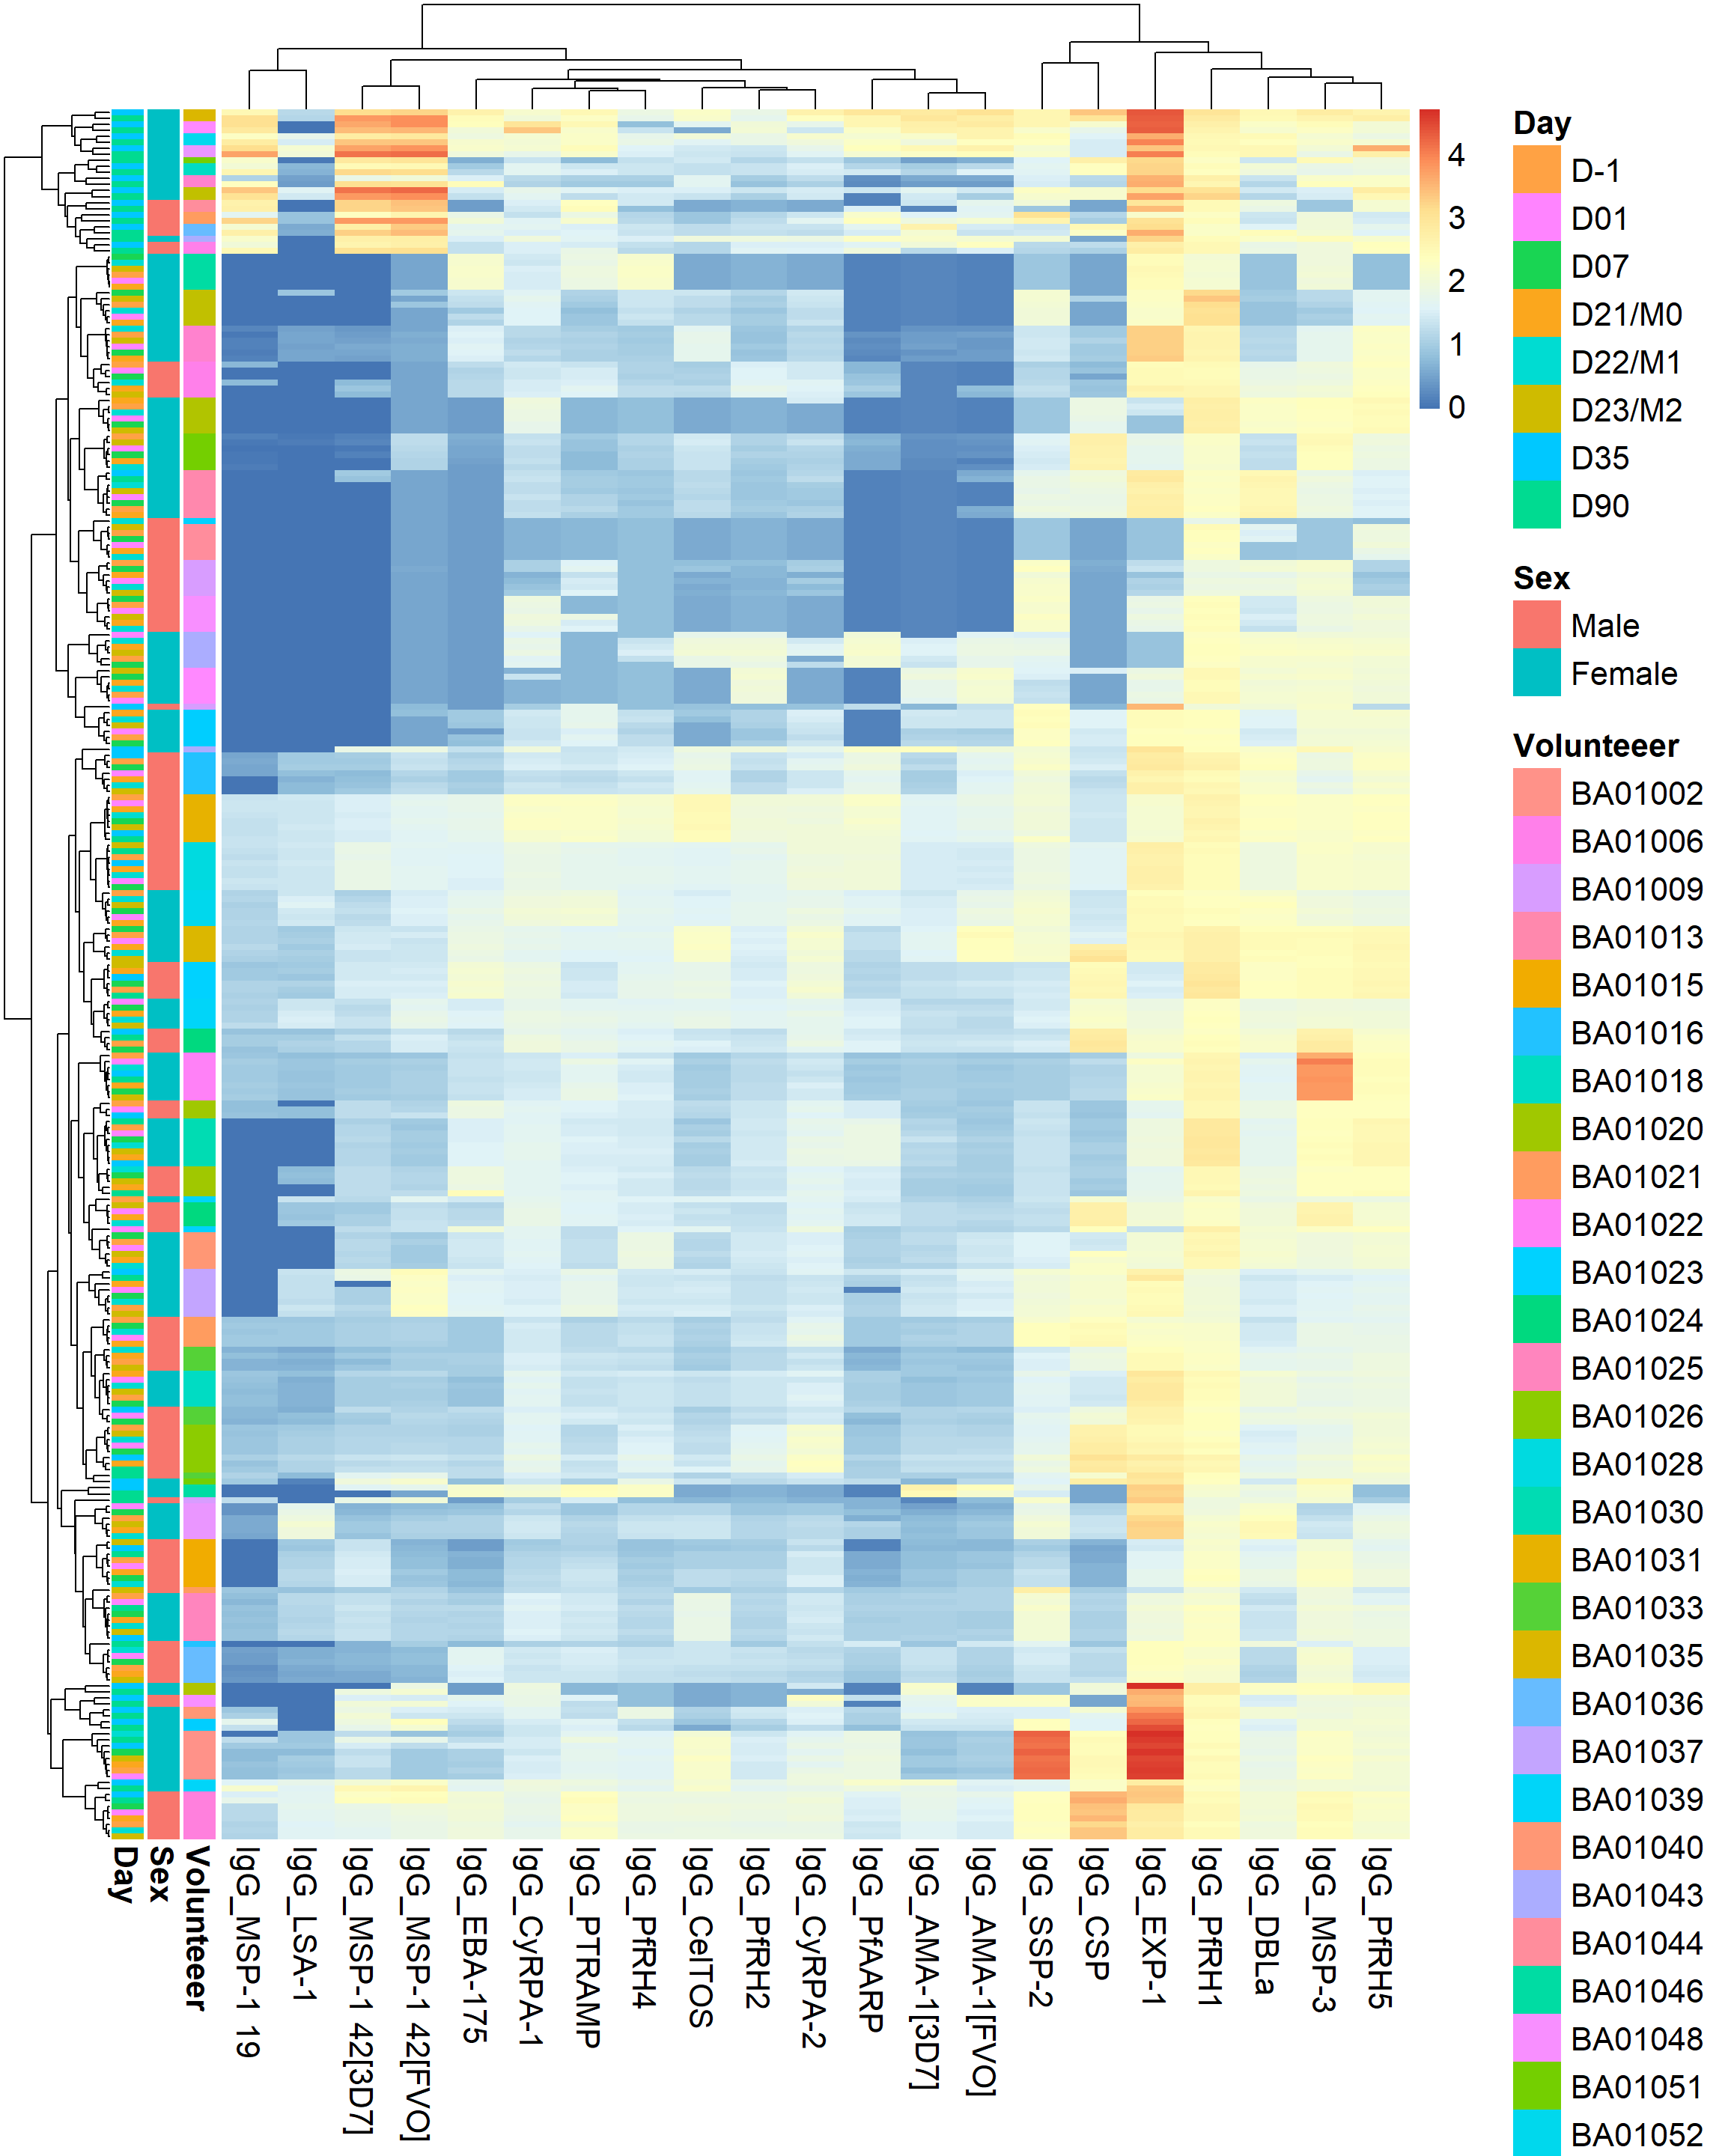 4
3
2
1
0
Day
D-1
D01
D07
D21/M0
D22/M1
D23/M2
D35
D90
Sex
Male
Female
Volunteeer
BA01002
BA01006
BA01009
BA01013
BA01015
BA01016
BA01018
BA01020
BA01021
BA01022
BA01023
BA01024
BA01025
BA01026
BA01028
BA01030
BA01031
BA01033
BA01035
BA01036
BA01037
BA01039
BA01040
BA01043
BA01044
BA01046
BA01048
BA01051
BA01052
Day
Sex
Volunteeer
IgG_MSP-1 19
IgG_LSA-1
IgG_MSP-1 42[3D7]
IgG_MSP-1 42[FVO]
IgG_EBA-175
IgG_CyRPA-1
IgG_PTRAMP
IgG_PfRH4
IgG_CelTOS
IgG_PfRH2
IgG_CyRPA-2
IgG_PfAARP
IgG_AMA-1[3D7]
IgG_AMA-1[FVO]
IgG_SSP-2
IgG_CSP
IgG_EXP-1
IgG_PfRH1
IgG_DBLa
IgG_MSP-3
IgG_PfRH5